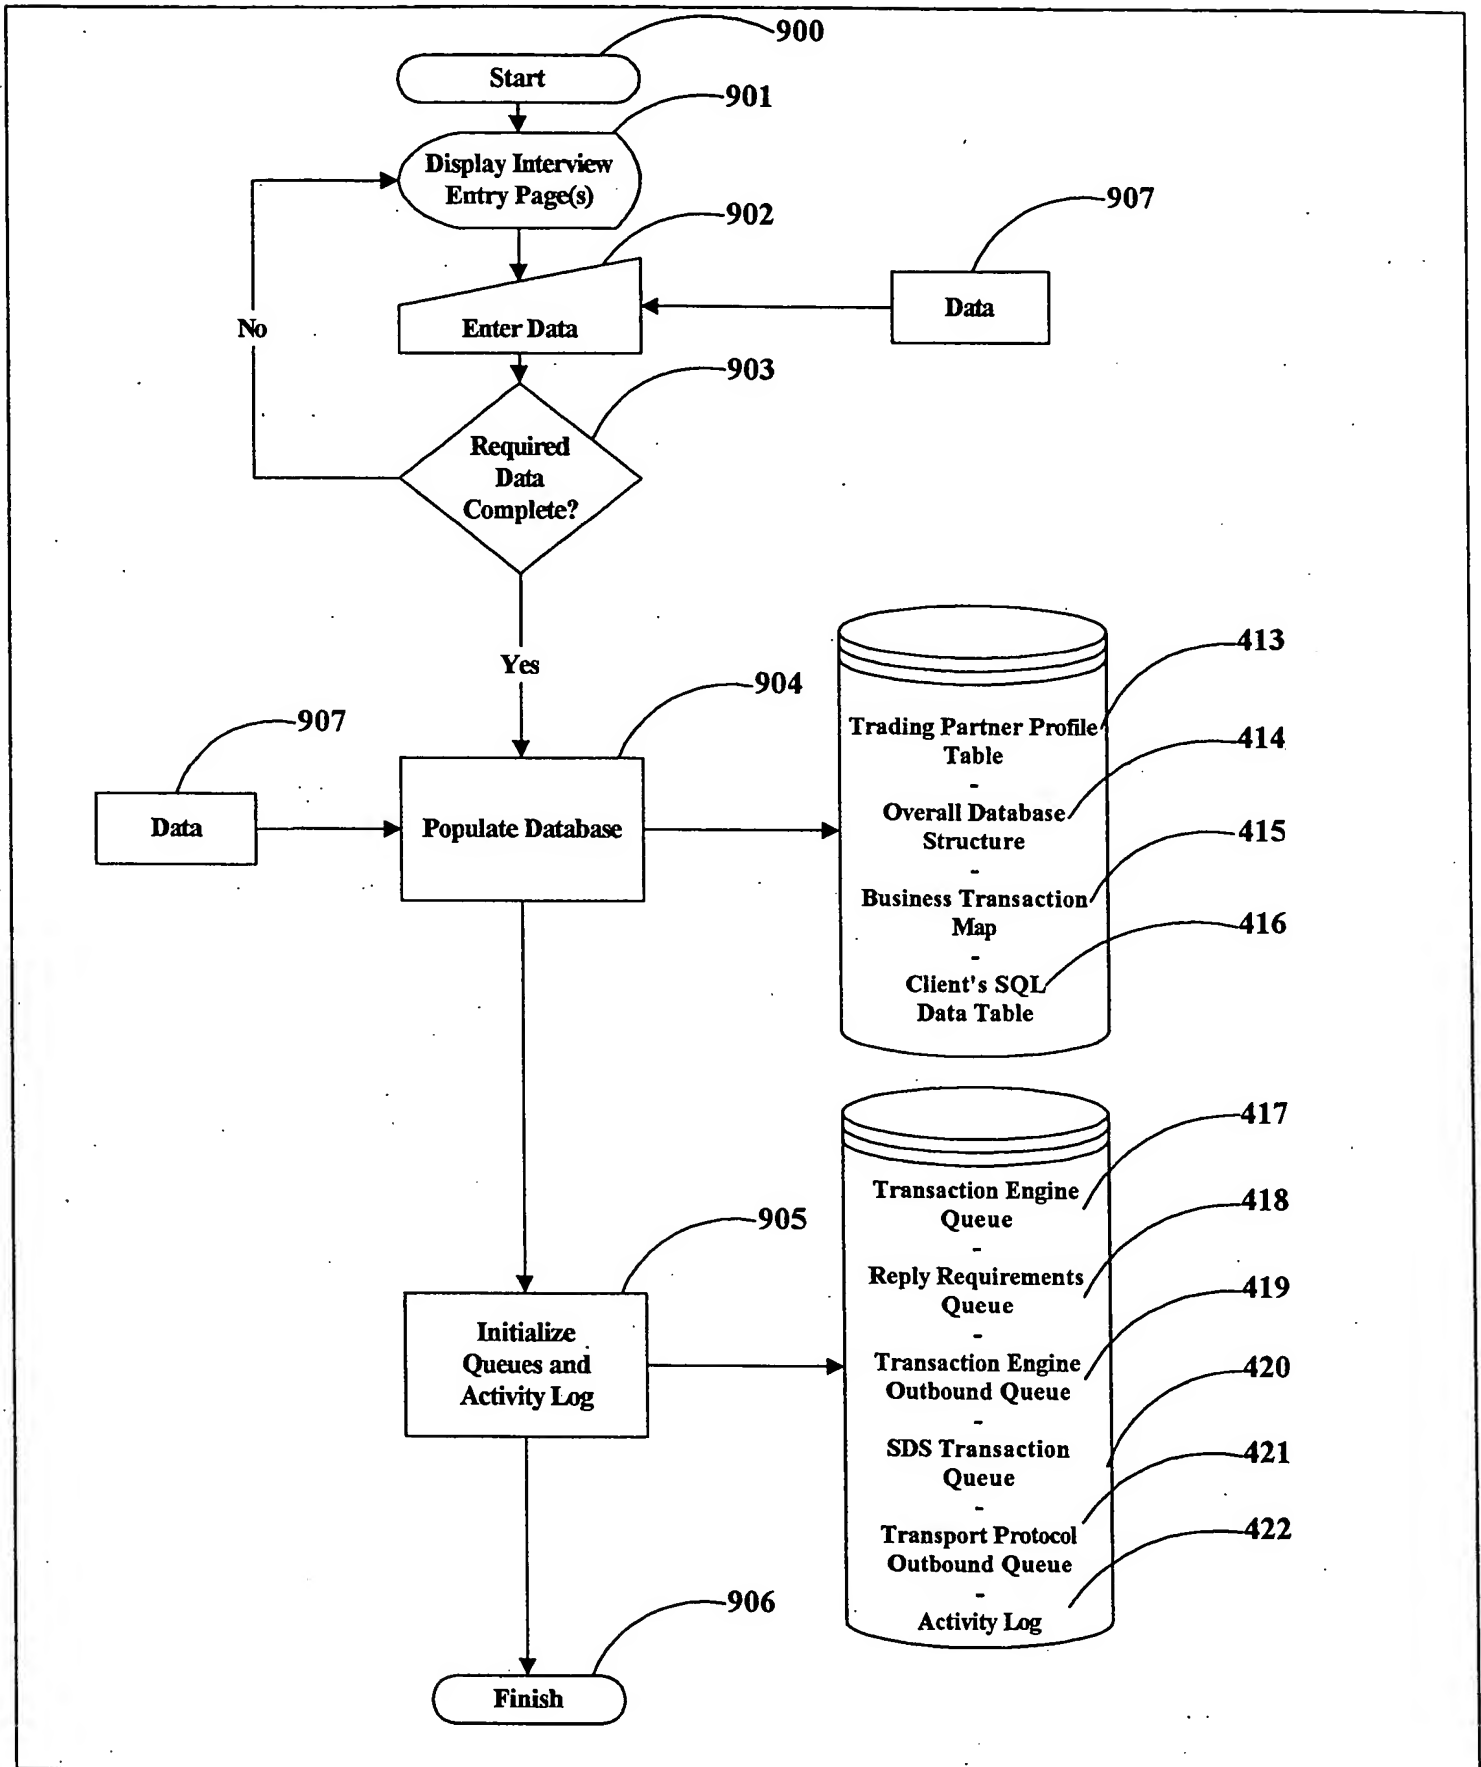 900
Start
901
Display Interview
Entry Page(s)
902
907
Data
Enter Data
No
903
Required
Data
Complete?
Yes
904
907
Data
Populate Database
413
Trading Partner Profile
Table
-
414
Overall Database
Structure
-
415
Business Transaction
Map
-
416
Client's SQL
Data Table
417
Transaction Engine
Queue
-
418
Reply Requirements
Queue
-
419
Transaction Engine
Outbound Queue
-
420
SDS Transaction
Queue
-
421
Transport Protocol
Outbound Queue
-
422
Activity Log
905
Initialize
Queues and
Activity Log
906
Finish